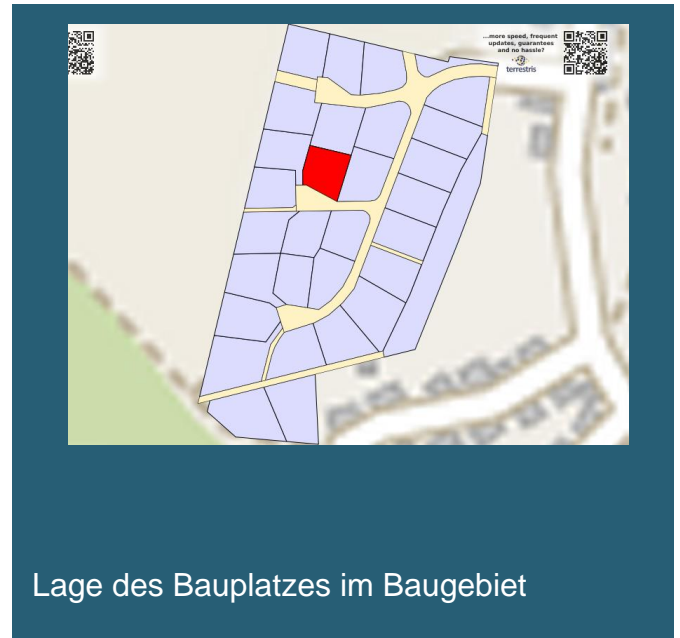 ...more speed, frequent
updates, guarantees
and no hassle?
terrestris
Lage des Bauplatzes im Baugebiet